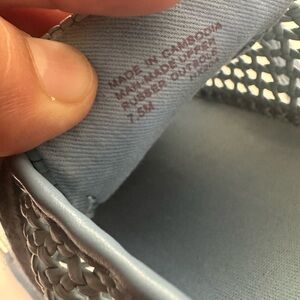 MADE IN CAMBODIA
MAN MADE UPPER
RUBBER OUTSOLE
7.5M